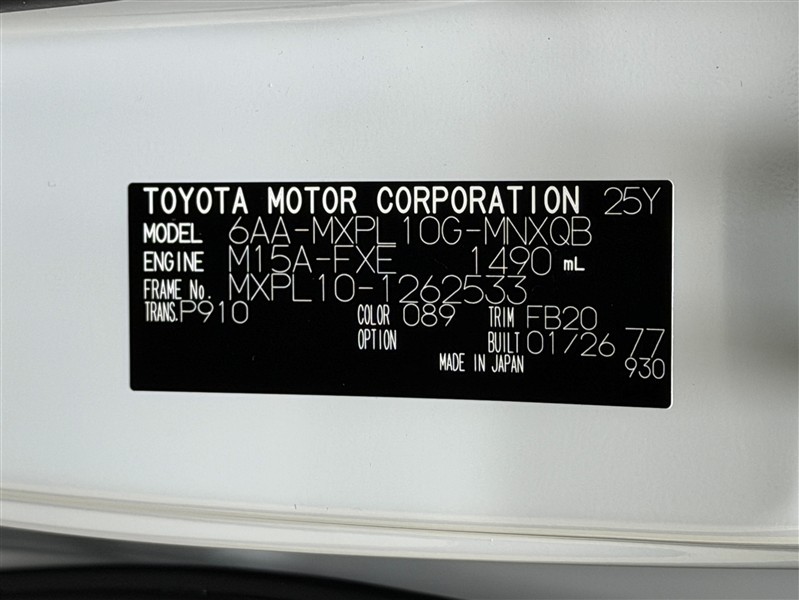 TOYOTA MOTOR CORPORATION 25Y
MODEL 6AA-MXPL10G-MNXQB
ENGINE M15A-FXE 1490 mL
FRAME No. MXPL10-1262533
TRANS. P910 COLOR 089 TRIM FB20
OPTION BUILT 01/26 77
MADE IN JAPAN 930